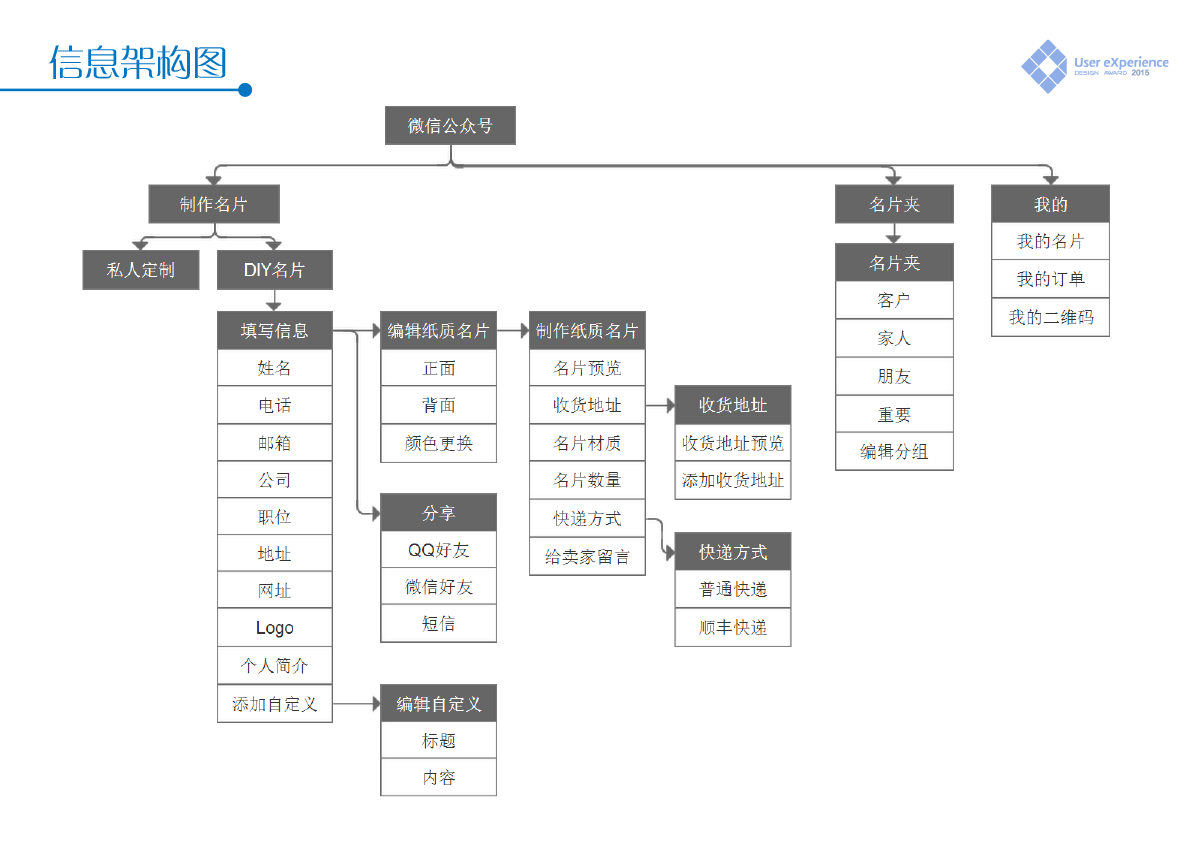 信息架构图
User eXperience
DESIGN AWARD 2015
微信公众号
制作名片
名片夹
我的
私人定制
DIY名片
名片夹
我的名片
我的订单
我的二维码
客户
家人
朋友
重要
编辑分组
填写信息
姓名
电话
邮箱
公司
职位
地址
网址
Logo
个人简介
添加自定义
编辑纸质名片
正面
背面
颜色更换
分享
QQ好友
微信好友
短信
编辑自定义
标题
内容
制作纸质名片
名片预览
收货地址
名片材质
名片数量
快递方式
给卖家留言
收货地址
收货地址预览
添加收货地址
快递方式
普通快递
顺丰快递